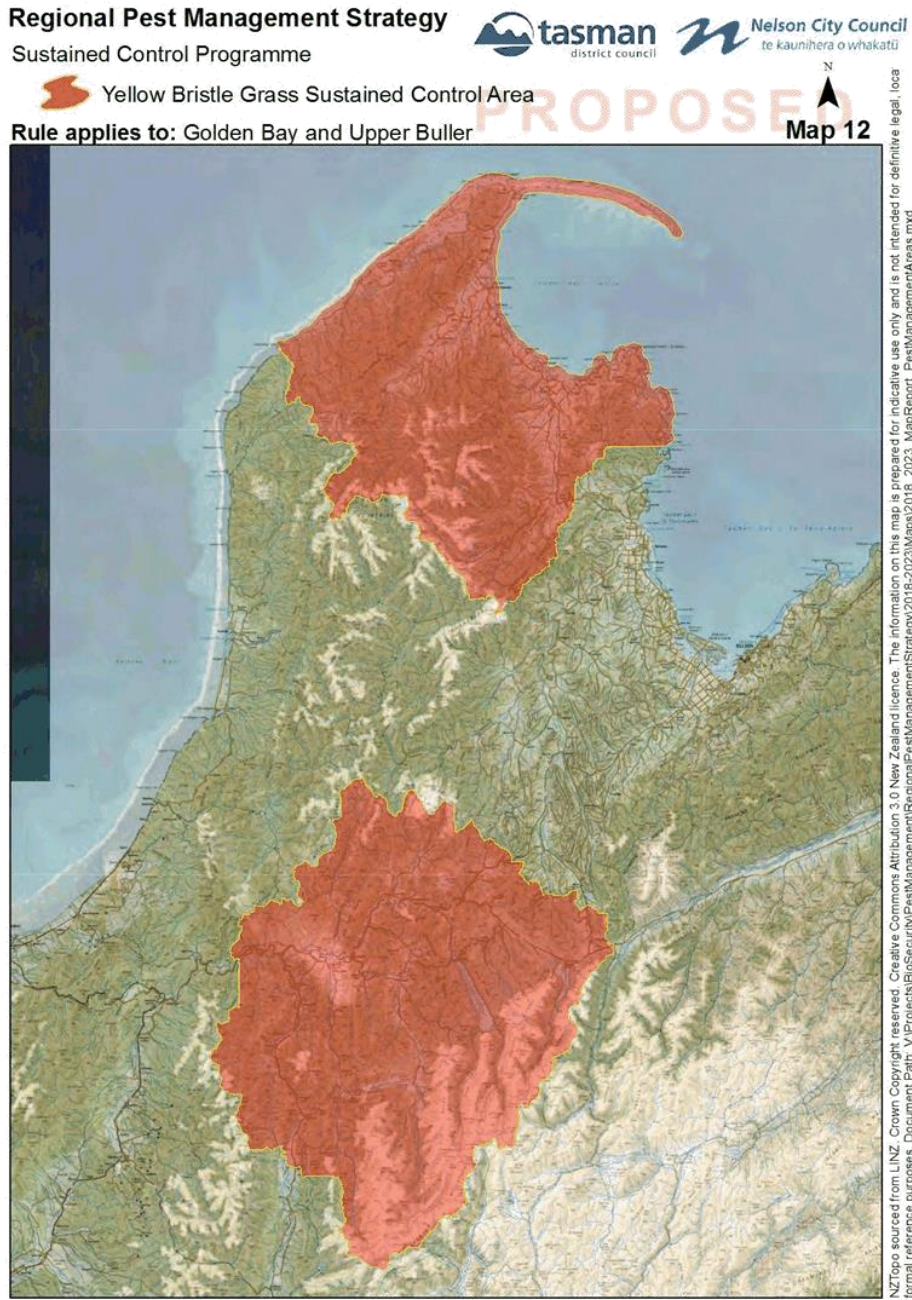 Regional Pest Management Strategy
Sustained Control Programme
tasman
district council
Nelson City Council
te kaunihera o whakatū
Yellow Bristle Grass Sustained Control Area
PROPOSED
N
Rule applies to: Golden Bay and Upper Buller
Map 12
NZTopo sourced from LINZ. Crown Copyright reserved. Creative Commons Attribution 3.0 New Zealand licence. The information on this map is prepared for indicative use only and is not intended for definitive legal, loca
formal reference purposes. Document Path: V:\Projects\BioSecurity\PestManagement\RegionalPestManagementStrategy\2018-2023\Maps\2018_2023_MapReport_PestManagementAreas.mxd